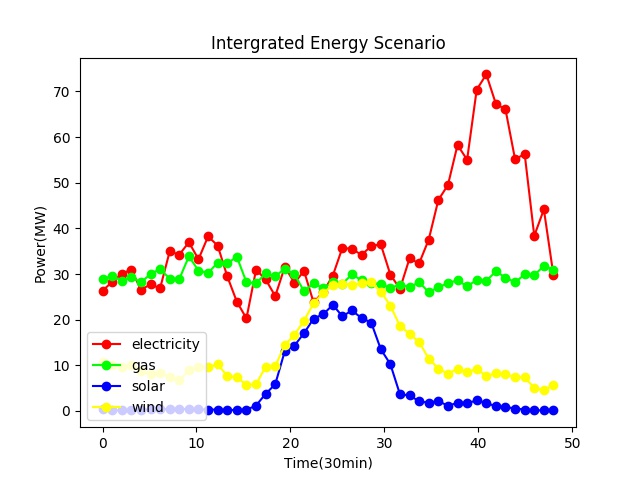 Intergrated Energy Scenario
Power(MW)
70
60
50
40
30
20
10
0
electricity
gas
solar
wind
0 10 20 30 40 50
Time(30min)